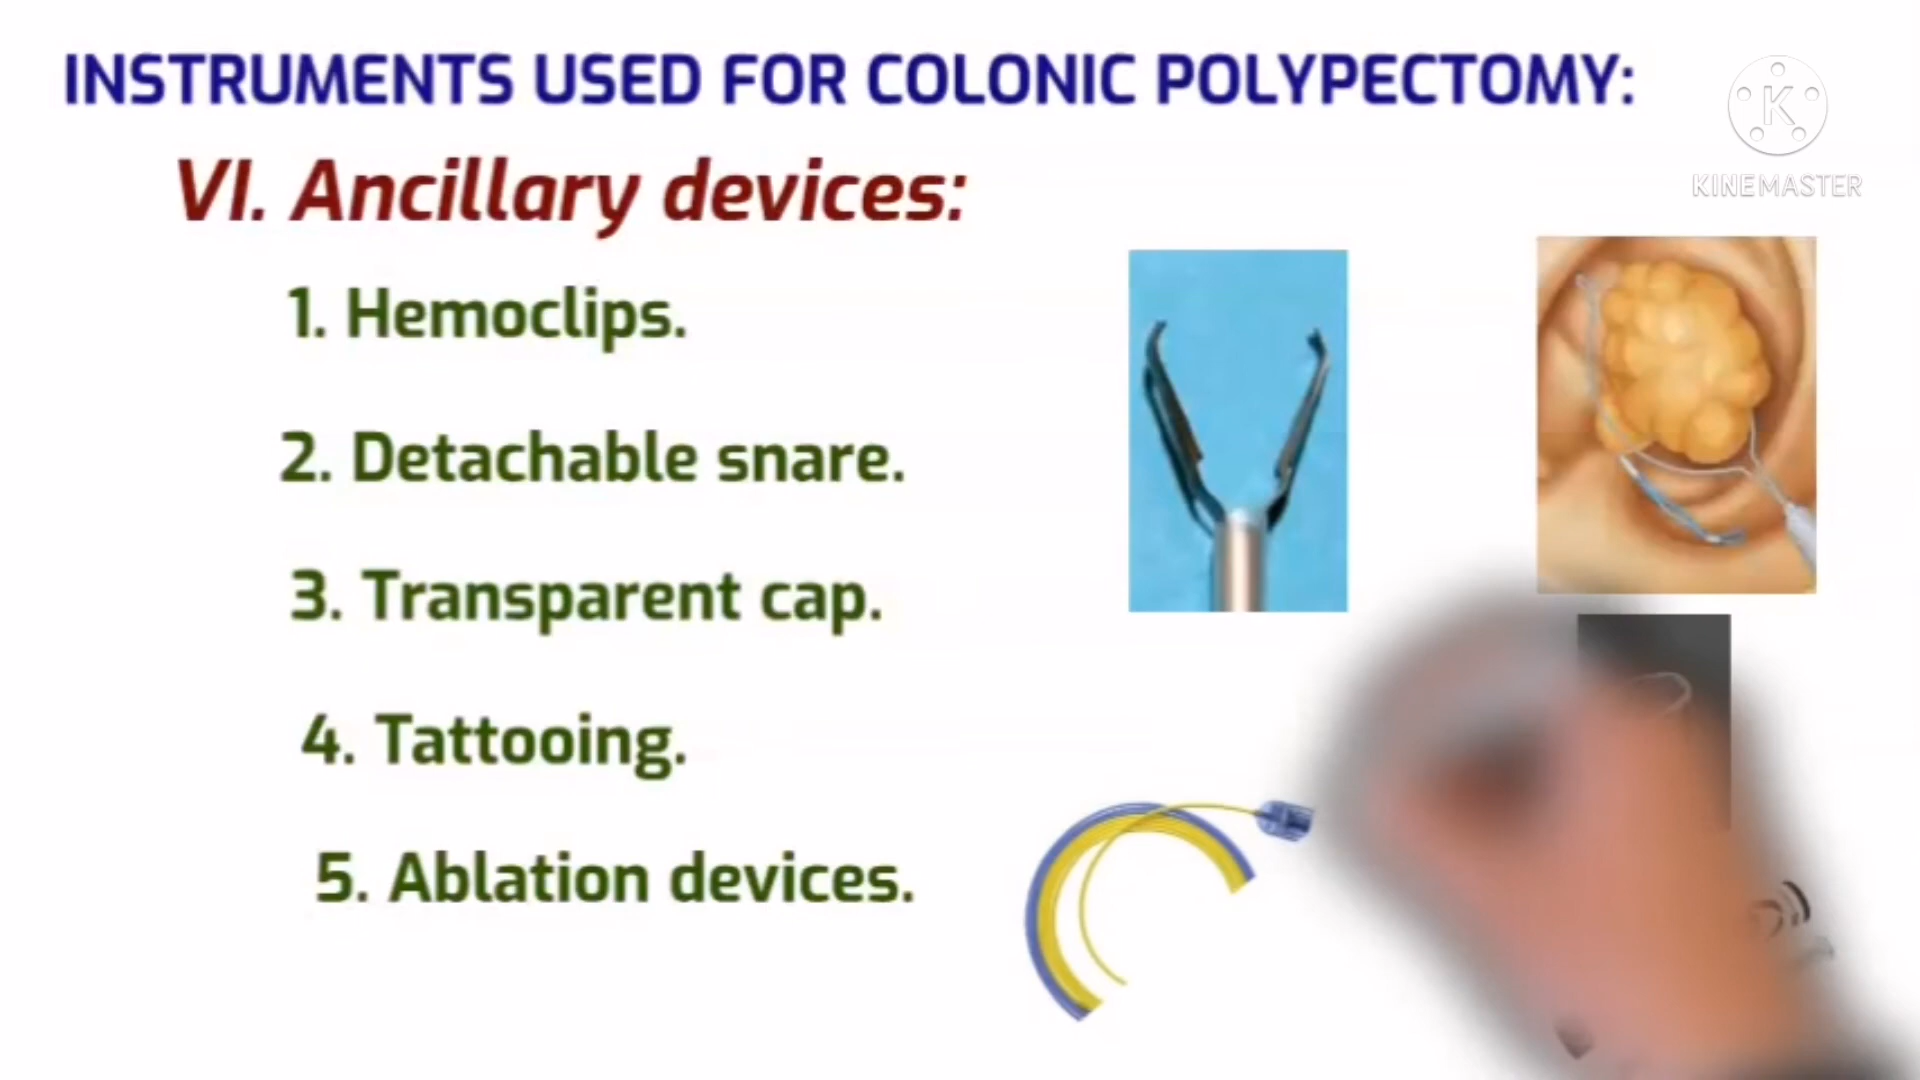 INSTRUMENTS USED FOR COLONIC POLYPECTOMY:
K
KINEMASTER
VI. Ancillary devices:
1. Hemoclips.
2. Detachable snare.
3. Transparent cap.
4. Tattooing.
5. Ablation devices.